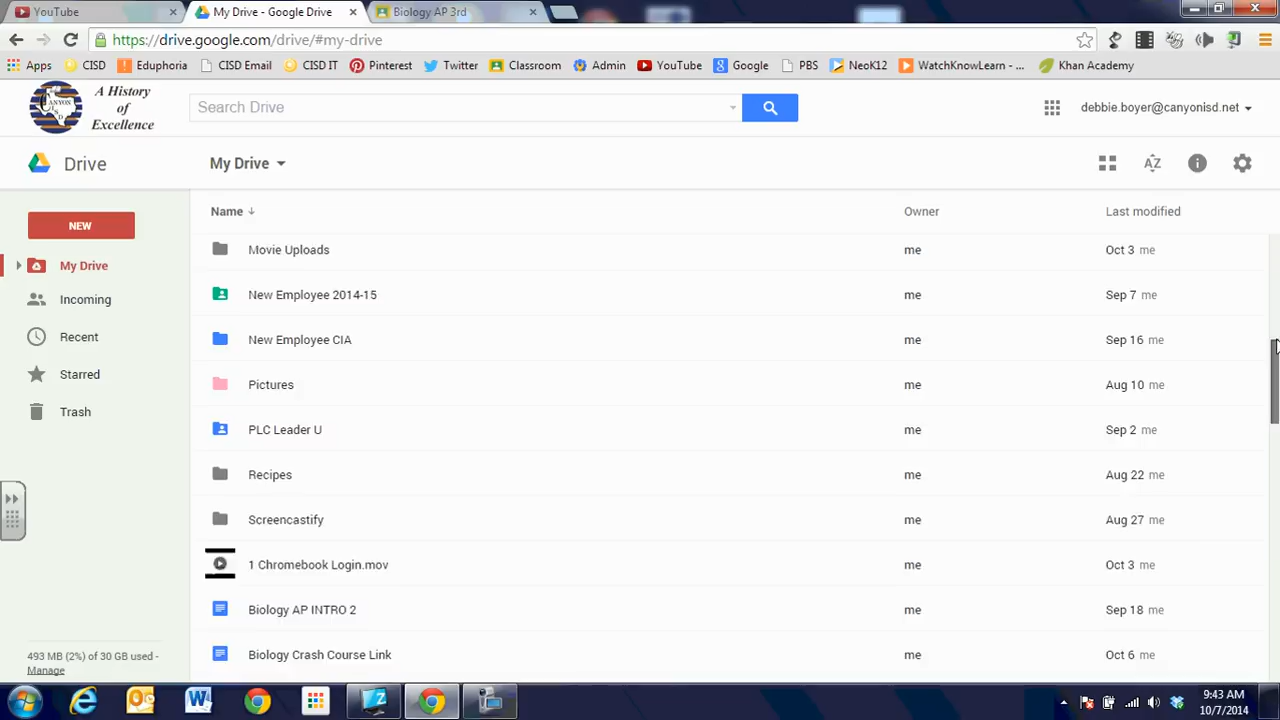 YouTube
My Drive - Google Drive
Biology AP 3rd
https://drive.google.com/drive/#my-drive
Apps CISD Eduphoria CISD Email CISD IT Pinterest Twitter Classroom Admin YouTube Google PBS NeoK12 WatchKnowLearn - ... Khan Academy
CANYON
A History
of
Excellence
Search Drive
debbie.boyer@canyonisd.net
Drive
My Drive
AZ
Name Owner Last modified
NEW
Movie Uploads me Oct 3 me
My Drive
New Employee 2014-15 me Sep 7 me
Incoming
New Employee CIA me Sep 16 me
Recent
Pictures me Aug 10 me
Starred
Trash
PLC Leader U me Sep 2 me
Recipes me Aug 22 me
Screencastify me Aug 27 me
1 Chromebook Login.mov me Oct 3 me
Biology AP INTRO 2 me Sep 18 me
Biology Crash Course Link me Oct 6 me
493 MB (2%) of 30 GB used -
Manage
9:43 AM
10/7/2014